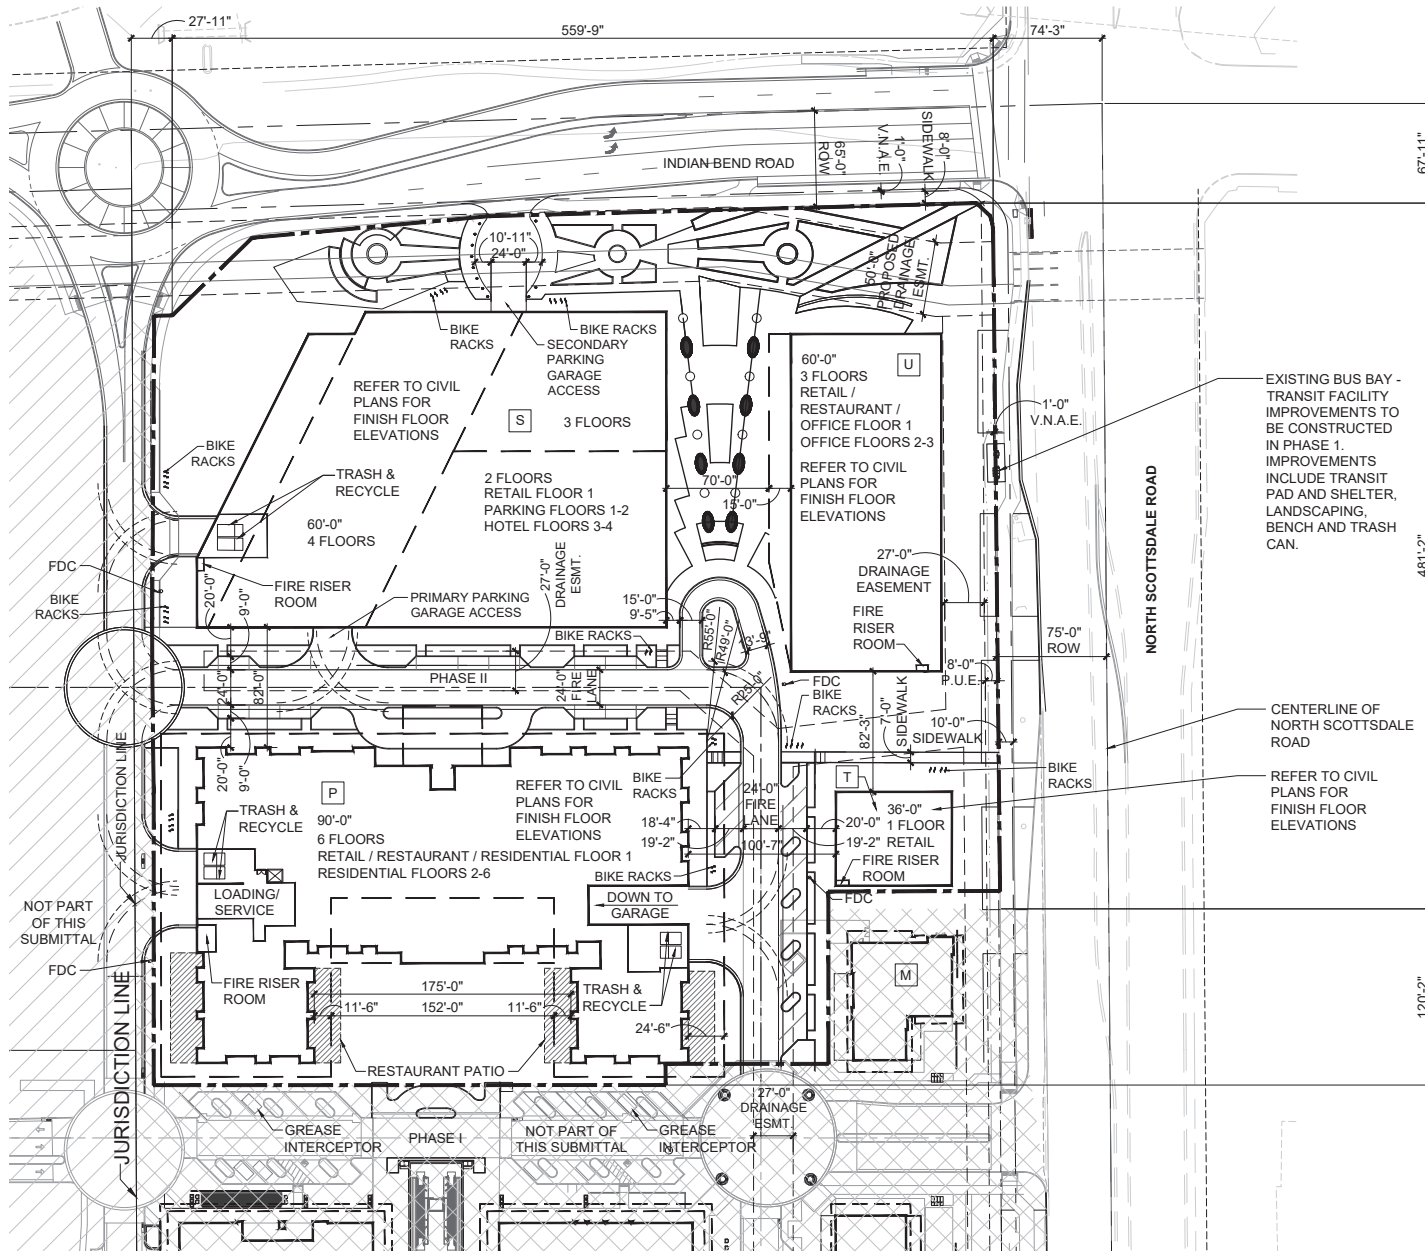 27'-11"
559'-9"
74'-3"
67'-11"
INDIAN BEND ROAD
65'-0"
ROW
1'-0"
V.N.A.E.
8'-0"
SIDEWALK
10'-11"
24'-0"
60'-0"
PROPOSED
DRAINAGE
ESMT.
BIKE
RACKS
BIKE RACKS
SECONDARY
PARKING
GARAGE
ACCESS
REFER TO CIVIL
PLANS FOR
FINISH FLOOR
ELEVATIONS
S
3 FLOORS
60'-0"
3 FLOORS
RETAIL /
RESTAURANT /
OFFICE FLOOR 1
OFFICE FLOORS 2-3
U
REFER TO CIVIL
PLANS FOR
FINISH FLOOR
ELEVATIONS
1'-0"
V.N.A.E.
EXISTING BUS BAY -
TRANSIT FACILITY
IMPROVEMENTS TO
BE CONSTRUCTED
IN PHASE 1.
IMPROVEMENTS
INCLUDE TRANSIT
PAD AND SHELTER,
LANDSCAPING,
BENCH AND TRASH
CAN.
NORTH SCOTTSDALE ROAD
481'-2"
BIKE
RACKS
TRASH &
RECYCLE
2 FLOORS
RETAIL FLOOR 1
PARKING FLOORS 1-2
HOTEL FLOORS 3-4
70'-0"
15'-0"
60'-0"
4 FLOORS
FDC
BIKE
RACKS
FIRE RISER
ROOM
20'-0"
9'-0"
PRIMARY PARKING
GARAGE ACCESS
27'-0"
DRAINAGE
ESMT.
27'-0"
DRAINAGE
EASEMENT
FIRE
RISER
ROOM
15'-0"
9'-5"
BIKE RACKS
R55'-0"
R49'-0"
13'-9"
R25'-0"
75'-0"
ROW
8'-0"
P.U.E.
PHASE II
24'-0"
82'-0"
24'-0"
FIRE
LANE
FDC
BIKE
RACKS
82'-3"
SIDEWALK
7'-0"
10'-0"
SIDEWALK
CENTERLINE OF
NORTH SCOTTSDALE
ROAD
BIKE
RACKS
REFER TO CIVIL
PLANS FOR
FINISH FLOOR
ELEVATIONS
JURISDICTION LINE
20'-0"
9'-0"
P
90'-0"
6 FLOORS
RETAIL / RESTAURANT / RESIDENTIAL FLOOR 1
RESIDENTIAL FLOORS 2-6
REFER TO CIVIL
PLANS FOR
FINISH FLOOR
ELEVATIONS
BIKE
RACKS
TRASH &
RECYCLE
24'-0"
FIRE
LANE
18'-4"
19'-2"
100'-7"
20'-0"
19'-2"
T
36'-0"
1 FLOOR
RETAIL
FIRE RISER
ROOM
FDC
BIKE RACKS
LOADING/
SERVICE
DOWN TO
GARAGE
NOT PART
OF THIS
SUBMITTAL
FDC
FIRE RISER
ROOM
TRASH &
RECYCLE
M
175'-0"
11'-6"
152'-0"
11'-6"
24'-6"
RESTAURANT PATIO
120'-2"
JURISDICTION LINE
GREASE
INTERCEPTOR
PHASE I
NOT PART OF
THIS SUBMITTAL
GREASE
INTERCEPTOR
27'-0"
DRAINAGE
ESMT.